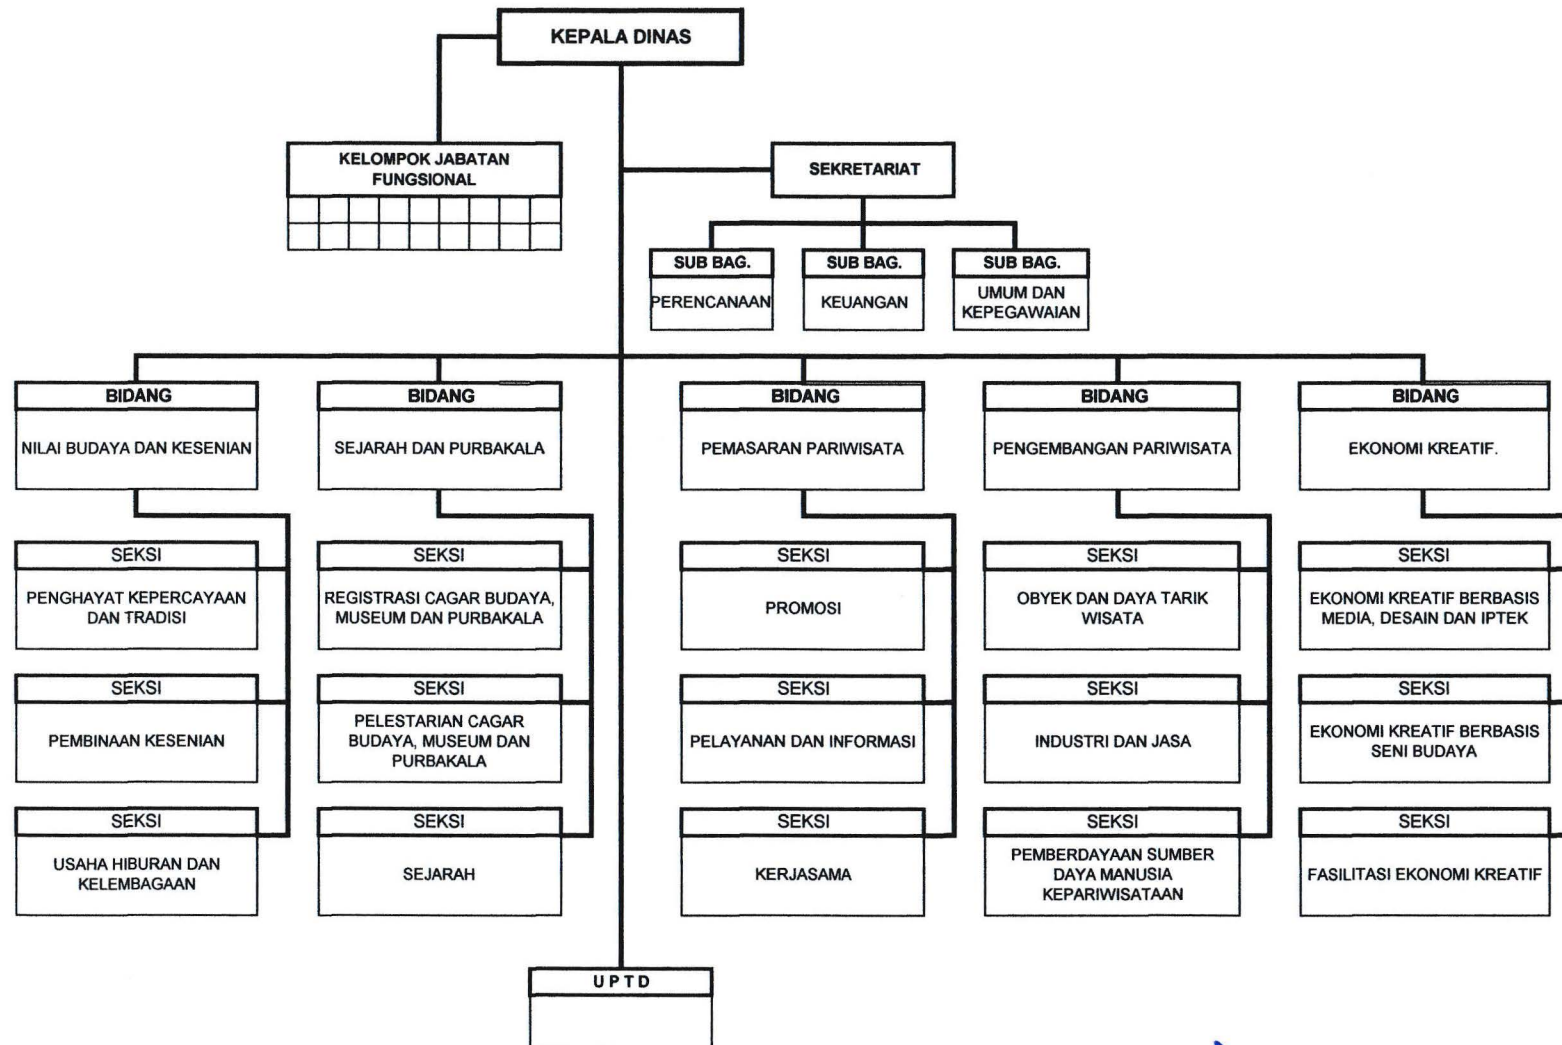 KEPALA DINAS
KELOMPOK JABATAN
FUNGSIONAL
SEKRETARIAT
SUB BAG.
PERENCANAAN
SUB BAG.
KEUANGAN
SUB BAG.
UMUM DAN
KEPEGAWAIAN
BIDANG
NILAI BUDAYA DAN KESENIAN
BIDANG
SEJARAH DAN PURBAKALA
BIDANG
PEMASARAN PARIWISATA
BIDANG
PENGEMBANGAN PARIWISATA
BIDANG
EKONOMI KREATIF.
SEKSI
PENGHAYAT KEPERCAYAAN
DAN TRADISI
SEKSI
REGISTRASI CAGAR BUDAYA,
MUSEUM DAN PURBAKALA
SEKSI
PROMOSI
SEKSI
OBYEK DAN DAYA TARIK
WISATA
SEKSI
EKONOMI KREATIF BERBASIS
MEDIA, DESAIN DAN IPTEK
SEKSI
PEMBINAAN KESENIAN
SEKSI
PELESTARIAN CAGAR
BUDAYA, MUSEUM DAN
PURBAKALA
SEKSI
PELAYANAN DAN INFORMASI
SEKSI
INDUSTRI DAN JASA
SEKSI
EKONOMI KREATIF BERBASIS
SENI BUDAYA
SEKSI
USAHA HIBURAN DAN
KELEMBAGAAN
SEKSI
SEJARAH
SEKSI
KERJASAMA
SEKSI
PEMBERDAYAAN SUMBER
DAYA MANUSIA
KEPARIWISATAAN
SEKSI
FASILITASI EKONOMI KREATIF
U P T D